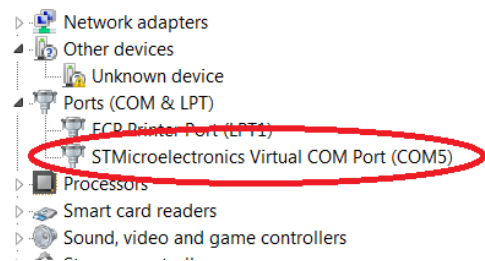 Network adapters
Other devices
Unknown device
Ports (COM & LPT)
ECP Printer Port (LPT1)
STMicroelectronics Virtual COM Port (COM5)
Processors
Smart card readers
Sound, video and game controllers